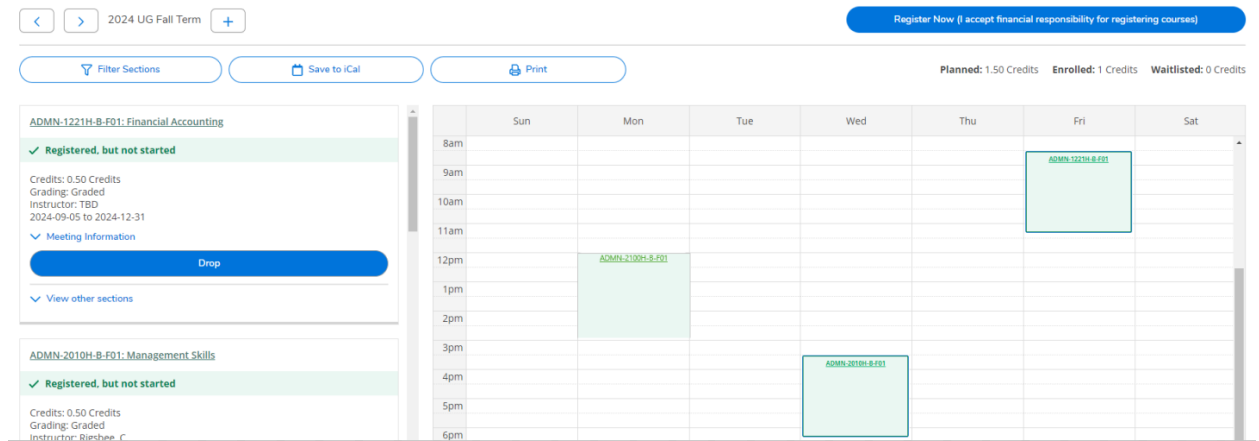 2024 UG Fall Term
Register Now (I accept financial responsibility for registering courses)
Filter Sections
Save to iCal
Print
Planned: 1.50 Credits Enrolled: 1 Credits Waitlisted: 0 Credits
ADMN-1221H-B-F01: Financial Accounting
Registered, but not started
Credits: 0.50 Credits
Grading: Graded
Instructor: TBD
2024-09-05 to 2024-12-31
Meeting Information
Drop
View other sections
ADMN-2010H-B-F01: Management Skills
Registered, but not started
Credits: 0.50 Credits
Grading: Graded
Instructor: Rigsbee, C
Sun Mon Tue Wed Thu Fri Sat
8am
ADMN-1221H-B-F01
9am
10am
11am
12pm
ADMN-2100H-B-F01
1pm
2pm
3pm
ADMN-2010H-B-F01
4pm
5pm
6pm